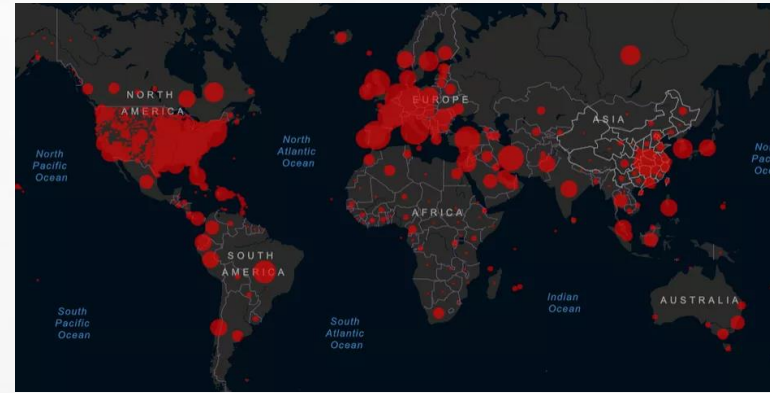 NORTH
AMERICA
EUROPE
ASIA
North
Pacific
Ocean
North
Atlantic
Ocean
AFRICA
SOUTH
AMERICA
Indian
Ocean
AUSTRALIA
South
Pacific
Ocean
South
Atlantic
Ocean